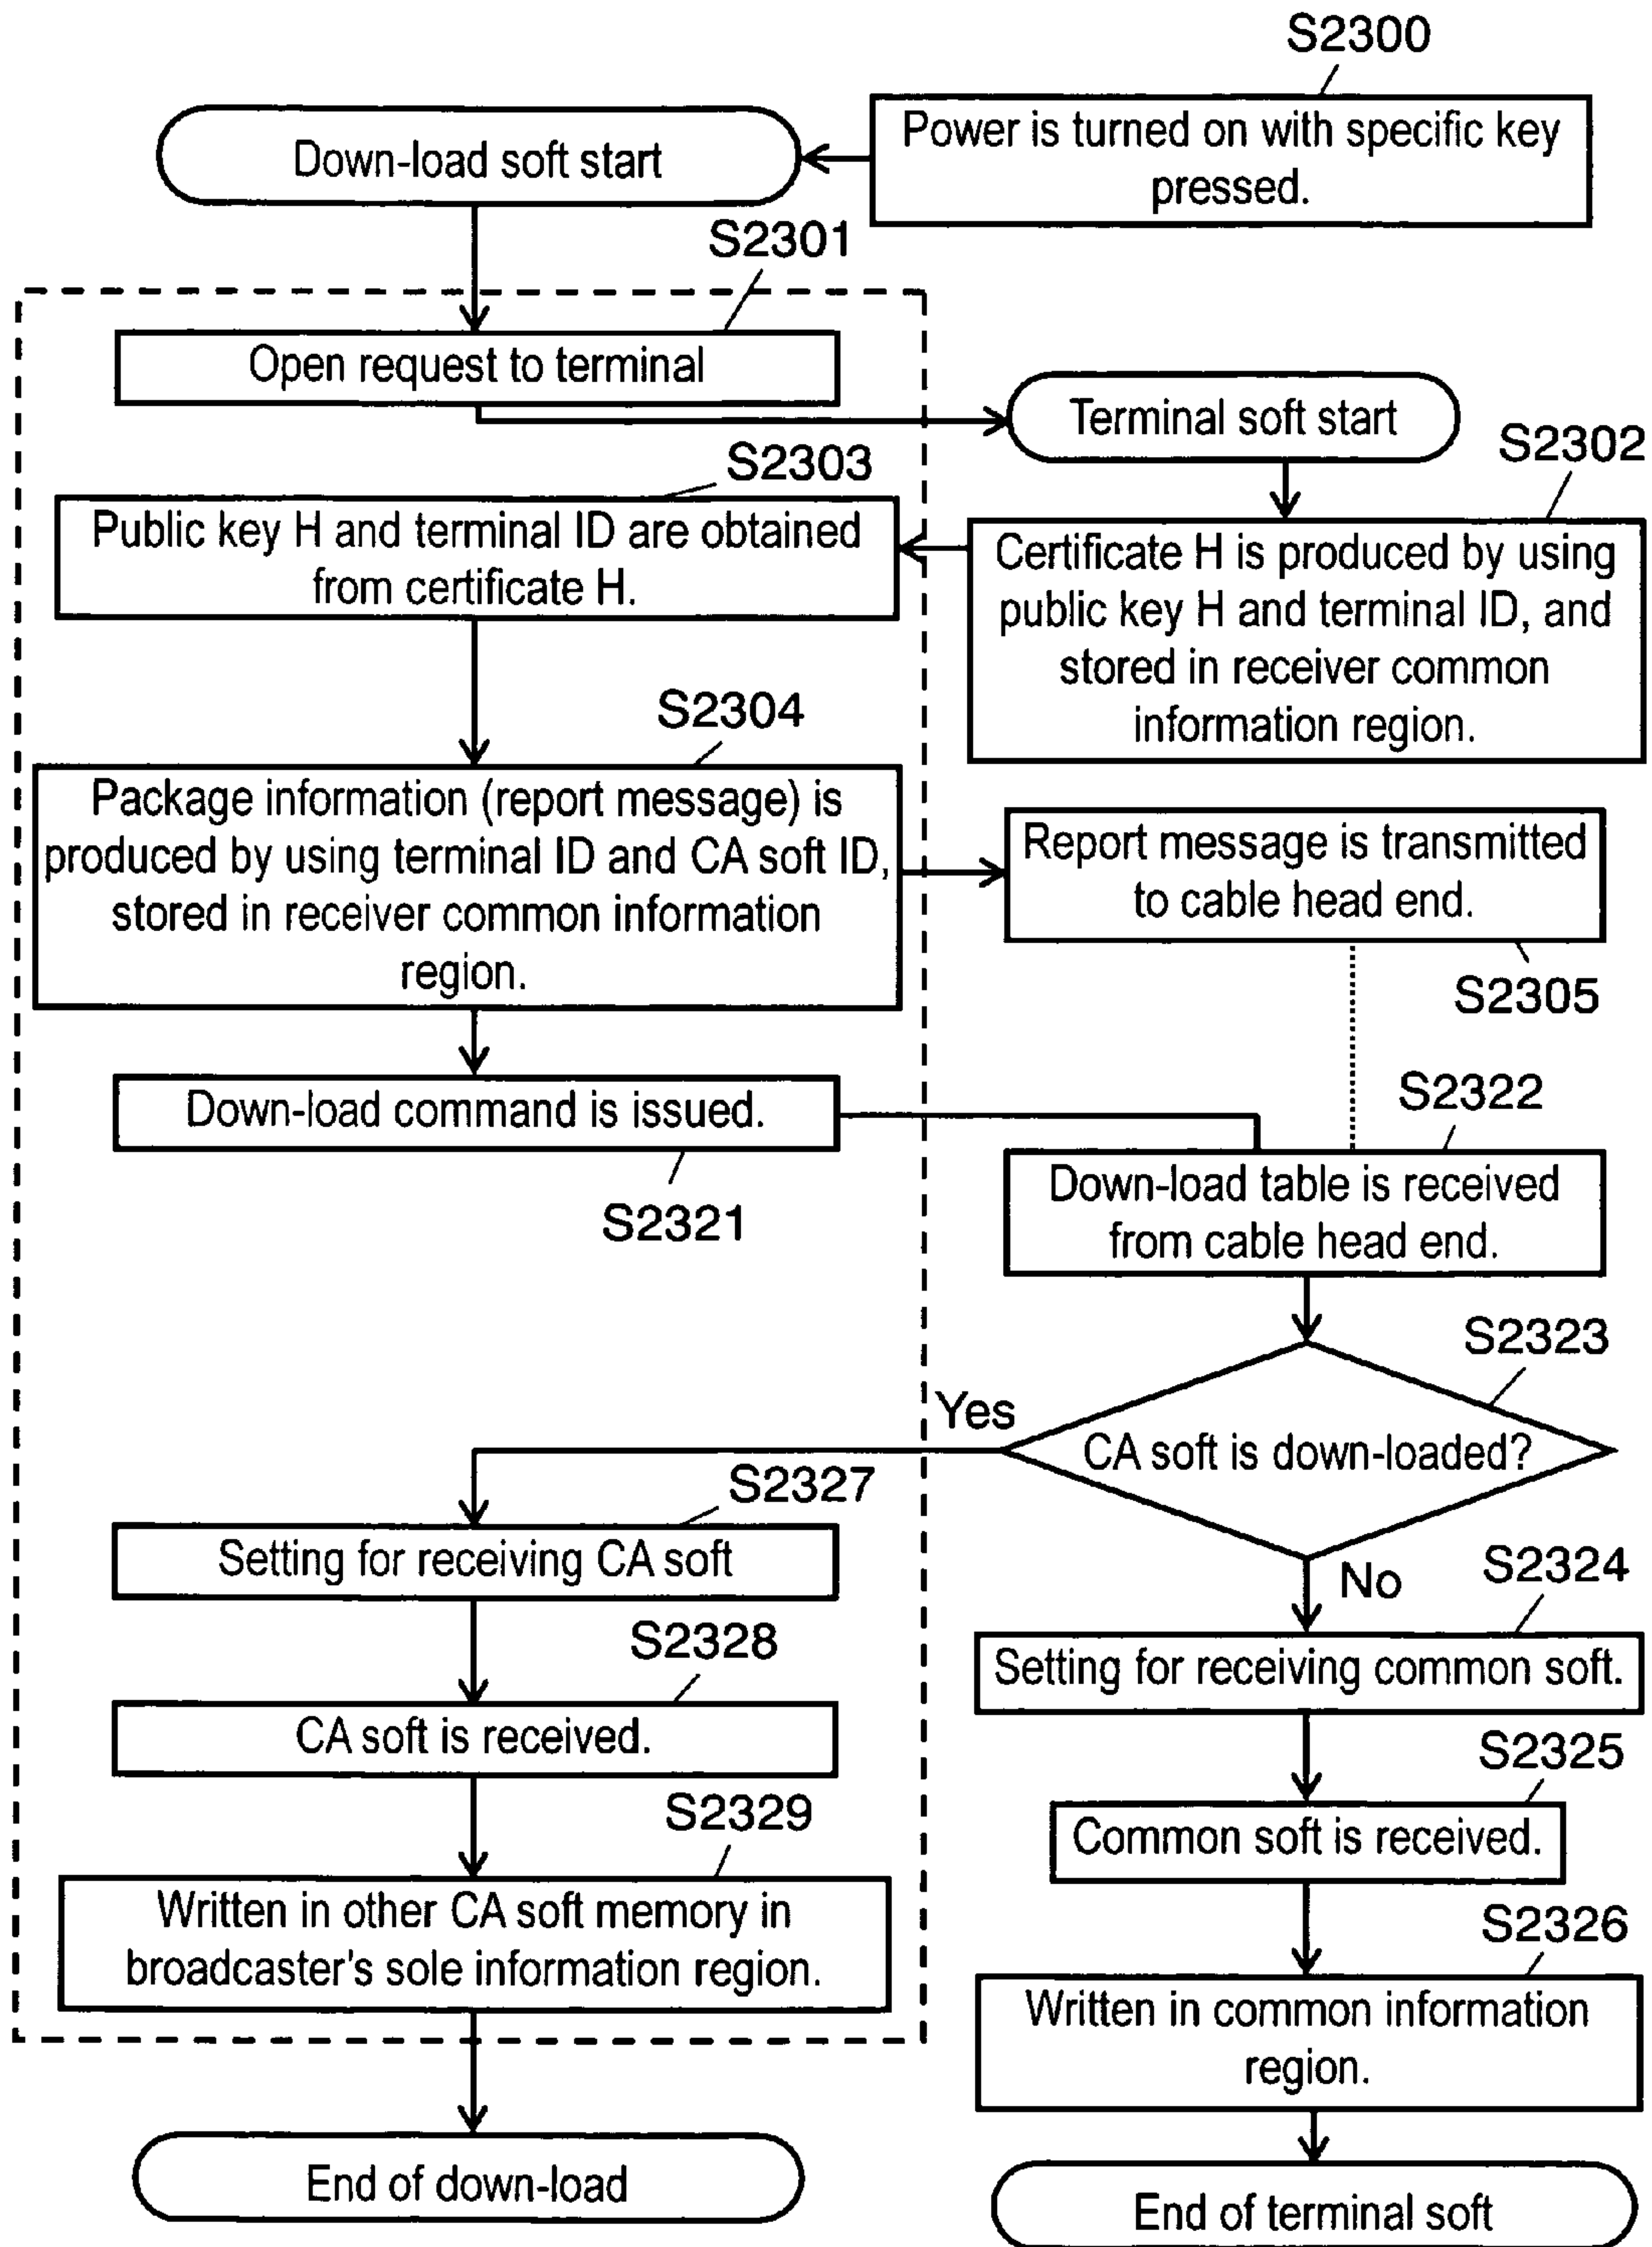 S2300
Down-load soft start
Power is turned on with specific key
pressed.
S2301
Open request to terminal
Terminal soft start
S2302
S2303
Public key H and terminal ID are obtained
from certificate H.
Certificate H is produced by using
public key H and terminal ID, and
stored in receiver common
information region.
S2304
Package information (report message) is
produced by using terminal ID and CA soft ID,
stored in receiver common information
region.
Report message is transmitted
to cable head end.
S2305
Down-load command is issued.
S2321
S2322
Down-load table is received
from cable head end.
S2323
Yes
CA soft is down-loaded?
S2327
Setting for receiving CA soft
No
S2324
Setting for receiving common soft.
S2328
CA soft is received.
S2325
Common soft is received.
S2329
Written in other CA soft memory in
broadcaster's sole information region.
S2326
Written in common information
region.
End of down-load
End of terminal soft